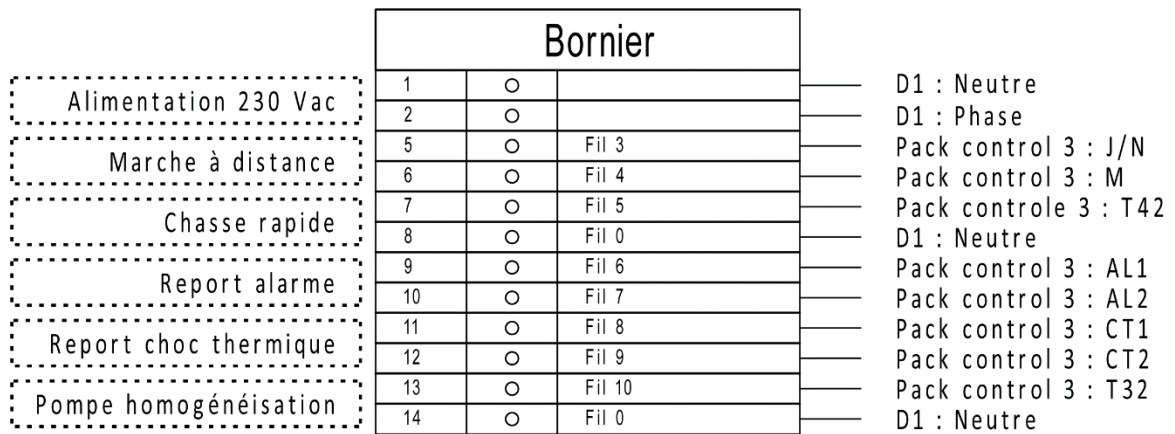 Bornier
Alimentation 230 Vac
1 D1 : Neutre
2 D1 : Phase
Marche à distance
5 Fil 3 Pack control 3 : J/N
6 Fil 4 Pack control 3 : M
Chasse rapide
7 Fil 5 Pack controle 3 : T42
8 Fil 0 D1 : Neutre
Report alarme
9 Fil 6 Pack control 3 : AL1
10 Fil 7 Pack control 3 : AL2
Report choc thermique
11 Fil 8 Pack control 3 : CT1
12 Fil 9 Pack control 3 : CT2
Pompe homogénéisation
13 Fil 10 Pack control 3 : T32
14 Fil 0 D1 : Neutre